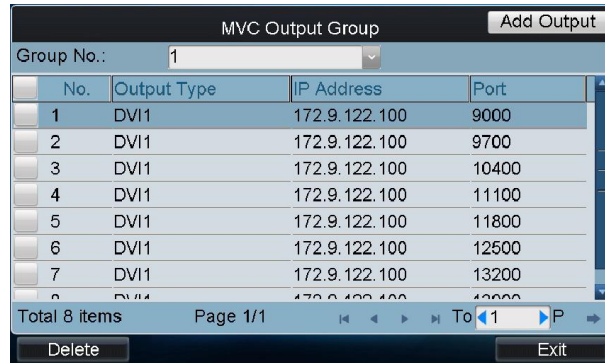 MVC Output Group Add Output
Group No.: 1
No. Output Type IP Address Port
1 DVI1 172.9.122.100 9000
2 DVI1 172.9.122.100 9700
3 DVI1 172.9.122.100 10400
4 DVI1 172.9.122.100 11100
5 DVI1 172.9.122.100 11800
6 DVI1 172.9.122.100 12500
7 DVI1 172.9.122.100 13200
Total 8 items Page 1/1 To 1 P
Delete Exit